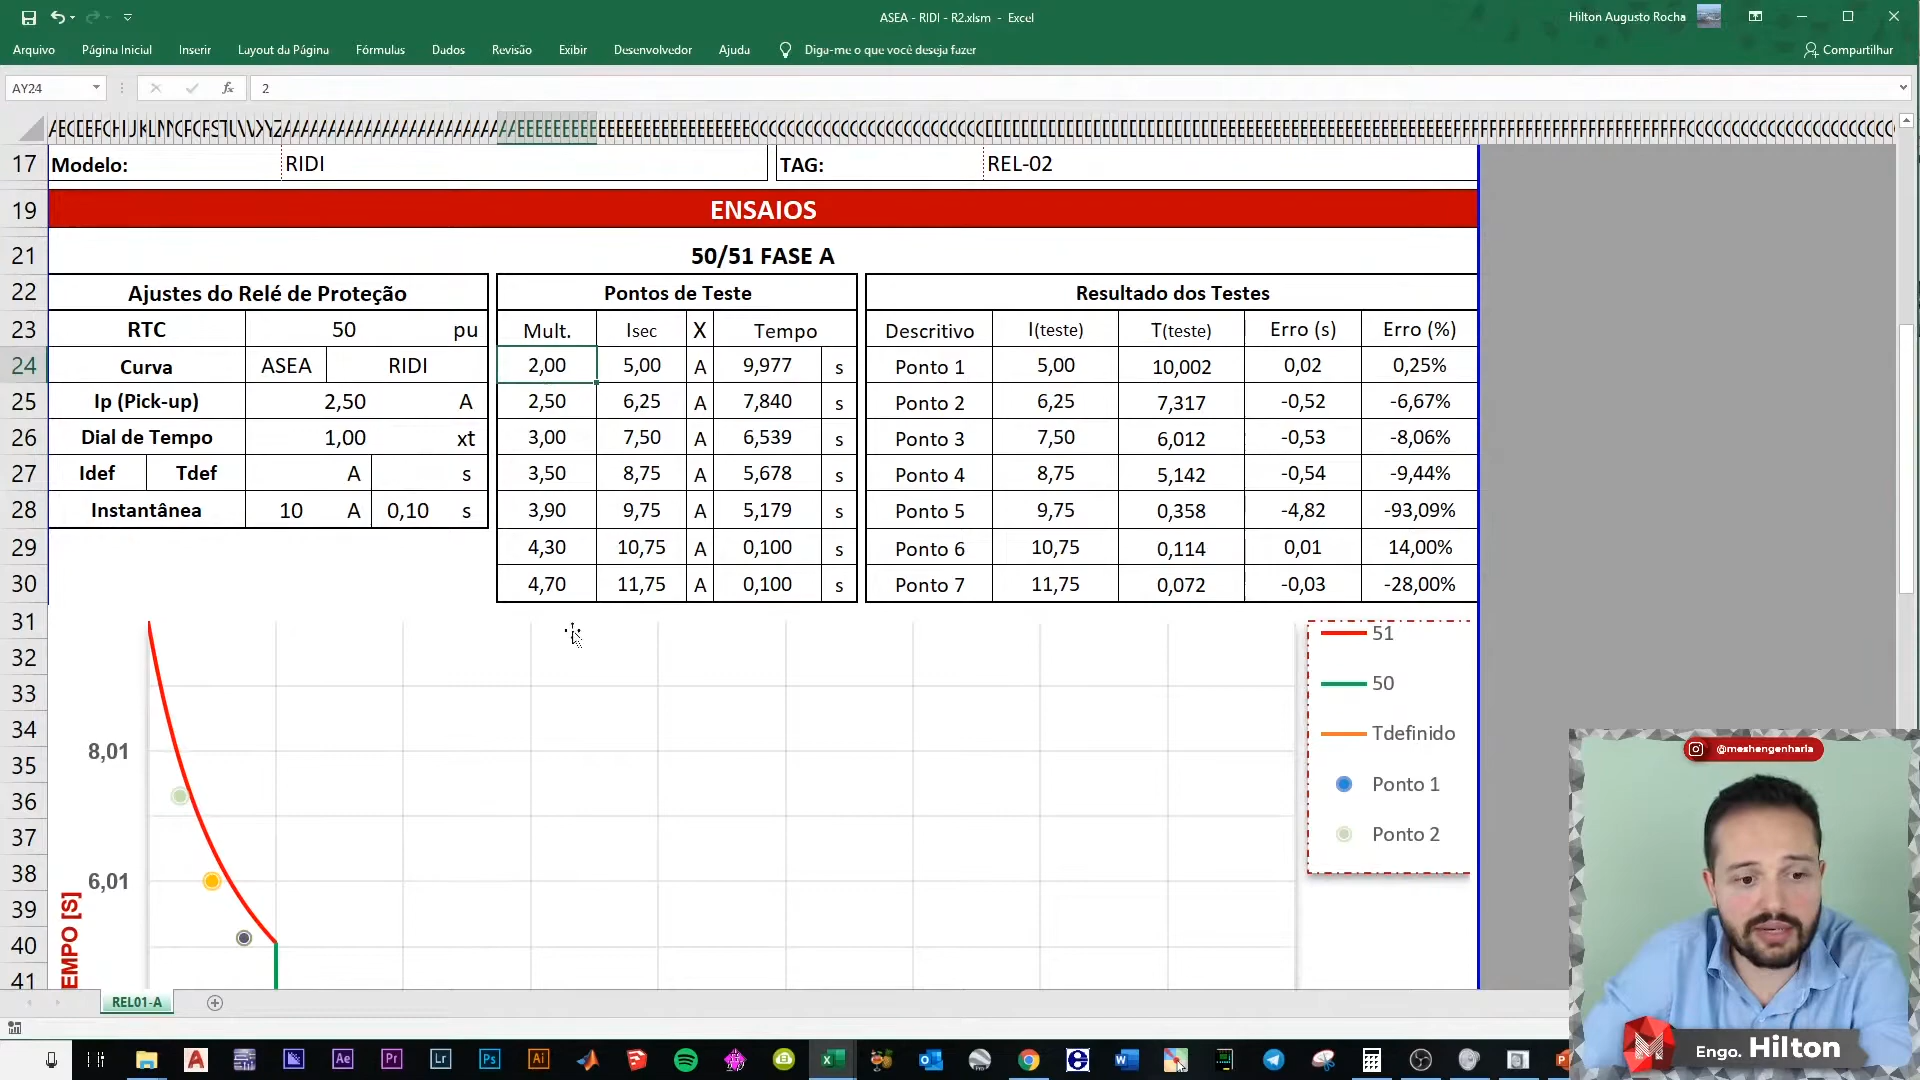 ASEA - RIDI - R2.xlsm - Excel
Hilton Augusto Rocha
Arquivo Página Inicial Inserir Layout da Página Fórmulas Dados Revisão Exibir Desenvolvedor Ajuda Diga-me o que você deseja fazer Compartilhar
AY24 fx 2
17 Modelo: RIDI TAG: REL-02
19 ENSAIOS
21 50/51 FASE A
22 Ajustes do Relé de Proteção Pontos de Teste Resultado dos Testes
23 RTC 50 pu Mult. Isec X Tempo Descritivo I(teste) T(teste) Erro (s) Erro (%)
24 Curva ASEA RIDI 2,00 5,00 A 9,977 s Ponto 1 5,00 10,002 0,02 0,25%
25 Ip (Pick-up) 2,50 A 2,50 6,25 A 7,840 s Ponto 2 6,25 7,317 -0,52 -6,67%
26 Dial de Tempo 1,00 xt 3,00 7,50 A 6,539 s Ponto 3 7,50 6,012 -0,53 -8,06%
27 Idef Tdef A s 3,50 8,75 A 5,678 s Ponto 4 8,75 5,142 -0,54 -9,44%
28 Instantânea 10 A 0,10 s 3,90 9,75 A 5,179 s Ponto 5 9,75 0,358 -4,82 -93,09%
29 4,30 10,75 A 0,100 s Ponto 6 10,75 0,114 0,01 14,00%
30 4,70 11,75 A 0,100 s Ponto 7 11,75 0,072 -0,03 -28,00%
31 51
32
33 50
34 Tdefinido
35 8,01 Ponto 1
36
37 Ponto 2
38 6,01
39
40
41
EMPO [S]
@meshengenharia
REL01-A
Ae Pr Lr Ps Ai
Engo. Hilton